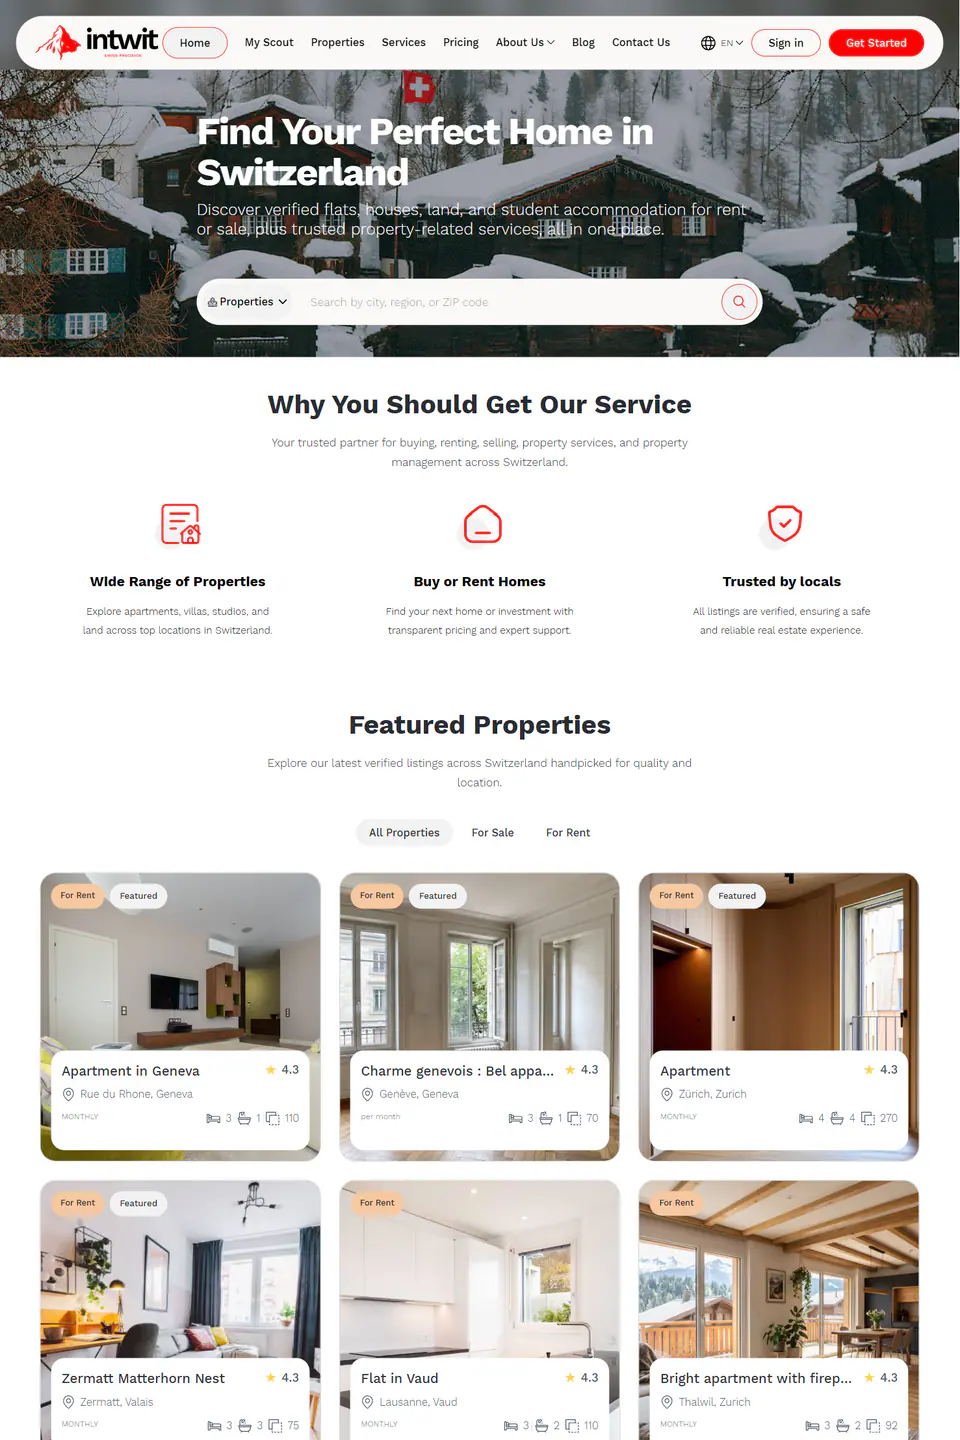 intwit
SWISS PRECISION
Home
My Scout
Properties
Services
Pricing
About Us
Blog
Contact Us
EN
Sign in
Get Started
Find Your Perfect Home in
Switzerland
Discover verified flats, houses, land, and student accommodation for rent
or sale, plus trusted property-related services, all in one place.
Properties
Search by city, region, or ZIP code
Why You Should Get Our Service
Your trusted partner for buying, renting, selling, property services, and property
management across Switzerland.
Wide Range of Properties
Explore apartments, villas, studios, and
land across top locations in Switzerland.
Buy or Rent Homes
Find your next home or investment with
transparent pricing and expert support.
Trusted by locals
All listings are verified, ensuring a safe
and reliable real estate experience.
Featured Properties
Explore our latest verified listings across Switzerland handpicked for quality and
location.
All Properties
For Sale
For Rent
For Rent
Featured
Apartment in Geneva
4.3
Rue du Rhone, Geneva
MONTHLY
3
1
110
For Rent
Featured
Charme genevois : Bel appa...
4.3
Genève, Geneva
per month
3
1
70
For Rent
Featured
Apartment
4.3
Zürich, Zurich
MONTHLY
4
4
270
For Rent
Featured
Zermatt Matterhorn Nest
4.3
Zermatt, Valais
MONTHLY
3
3
75
For Rent
Flat in Vaud
4.3
Lausanne, Vaud
MONTHLY
3
2
110
For Rent
Bright apartment with firep...
4.3
Thalwil, Zurich
MONTHLY
3
2
92